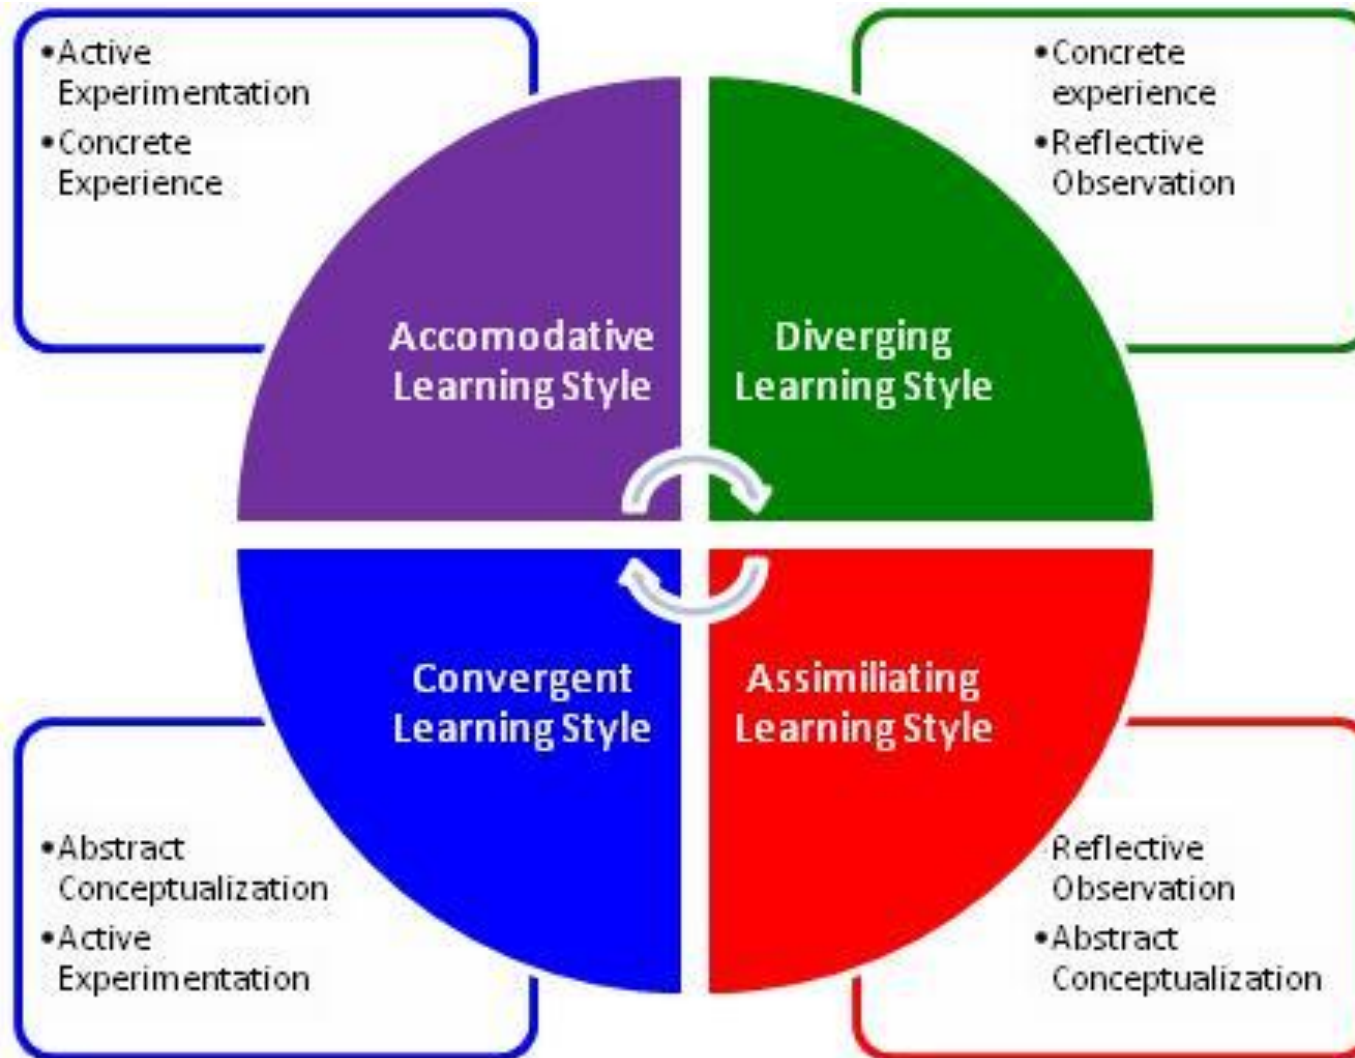 •Active
Experimentation
•Concrete
Experience
•Concrete
experience
•Reflective
Observation
Accomodative
Learning Style
Diverging
Learning Style
Convergent
Learning Style
Assimiliating
Learning Style
•Abstract
Conceptualization
•Active
Experimentation
Reflective
Observation
•Abstract
Conceptualization